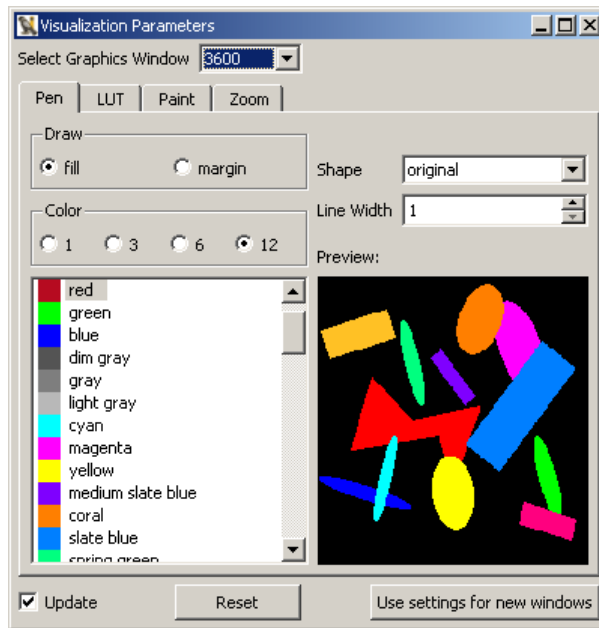 Visualization Parameters
Select Graphics Window 3600
Pen LUT Paint Zoom
Draw
fill margin
Shape original
Color
Line Width 1
1 3 6 12
Preview:
red
green
blue
dim gray
gray
light gray
cyan
magenta
yellow
medium slate blue
coral
slate blue
spring green
Update Reset Use settings for new windows